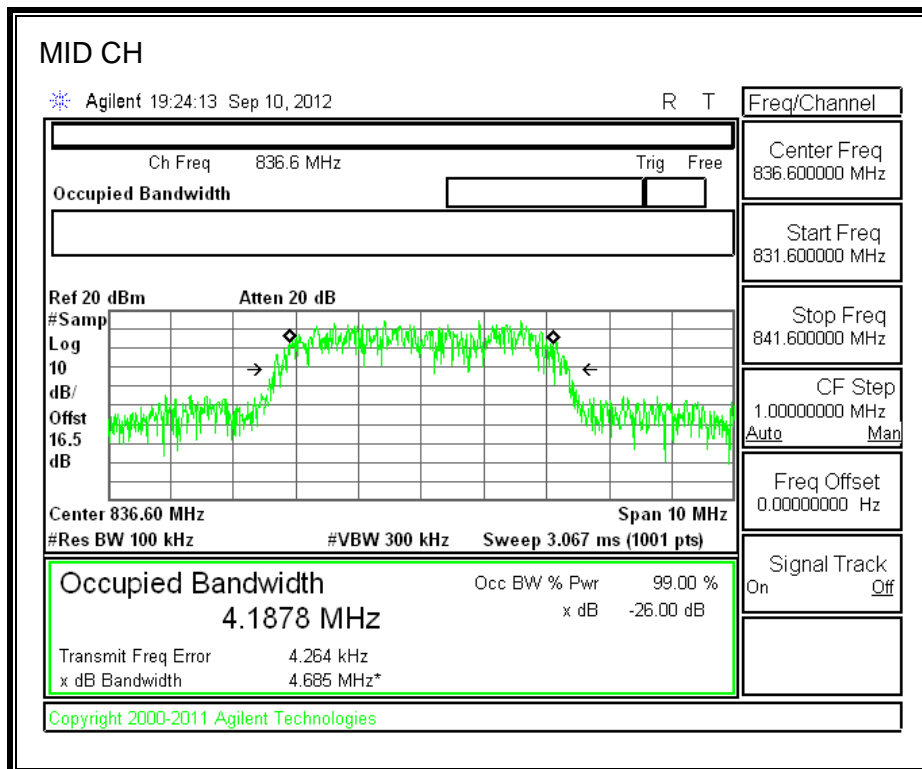 MID CH
Agilent 19:24:13 Sep 10, 2012 R T
Freq/Channel
Ch Freq 836.6 MHz Trig Free
Occupied Bandwidth
Center Freq
836.600000 MHz
Start Freq
831.600000 MHz
Stop Freq
841.600000 MHz
CF Step
1.00000000 MHz
Auto Man
Freq Offset
0.00000000 Hz
Signal Track
On Off
Ref 20 dBm Atten 20 dB
#Samp
Log
10
dB/
Offst
16.5
dB
Center 836.60 MHz Span 10 MHz
#Res BW 100 kHz #VBW 300 kHz Sweep 3.067 ms (1001 pts)
Occupied Bandwidth
4.1878 MHz
Occ BW % Pwr 99.00 %
x dB -26.00 dB
Transmit Freq Error 4.264 kHz
x dB Bandwidth 4.685 MHz*
Copyright 2000-2011 Agilent Technologies